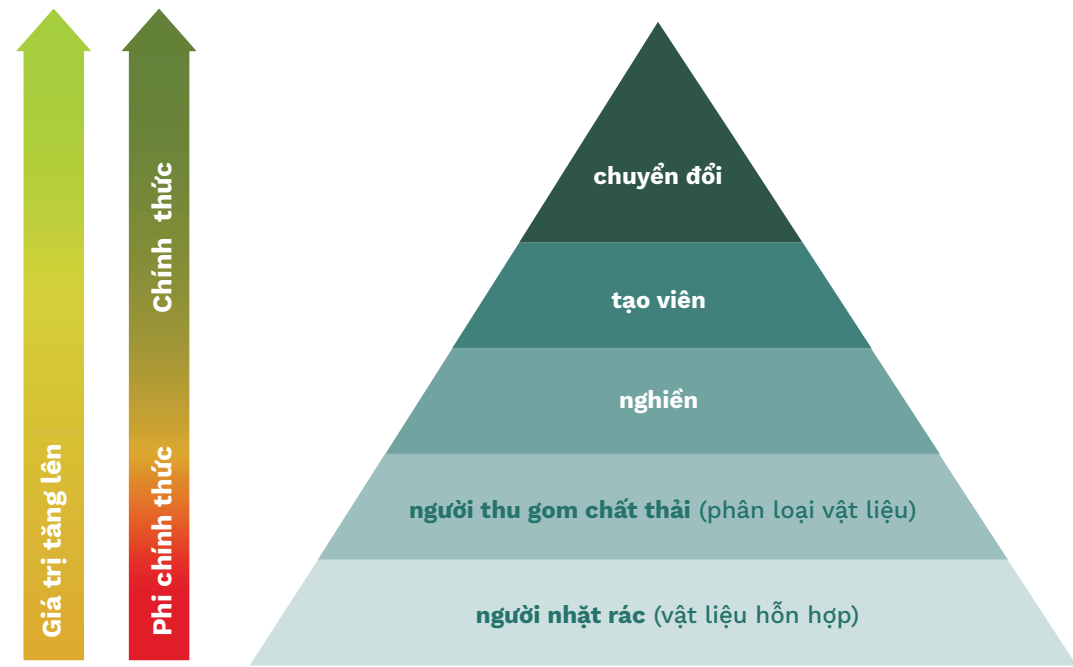 Giá trị tăng lên
Chính thức
Phi chính thức
chuyển đổi
tạo viên
nghiền
người thu gom chất thải (phân loại vật liệu)
người nhặt rác (vật liệu hỗn hợp)